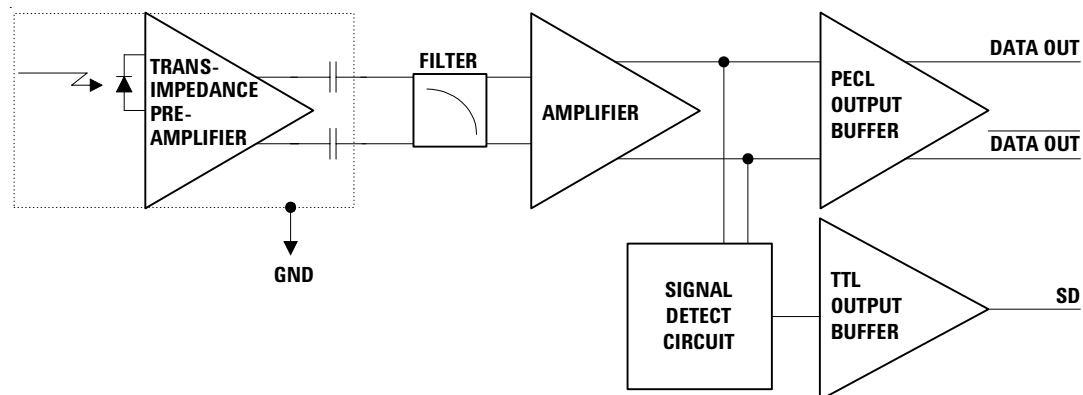 TRANS-
IMPEDANCE
PRE-
AMPLIFIER
FILTER
AMPLIFIER
PECL
OUTPUT
BUFFER
DATA OUT
DATA OUT
GND
SIGNAL
DETECT
CIRCUIT
TTL
OUTPUT
BUFFER
SD